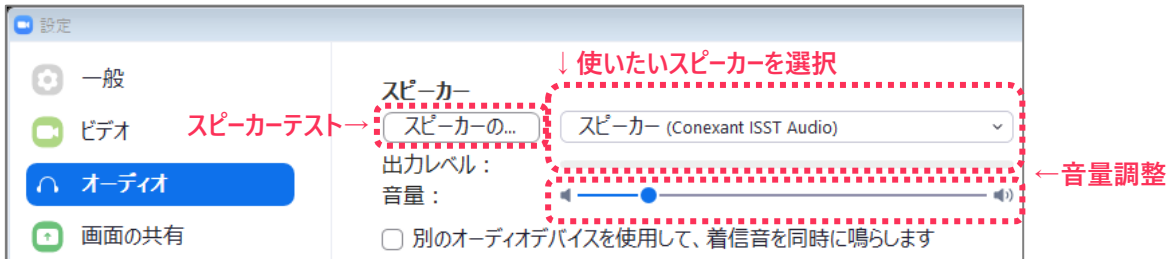 設定
一般
↓使いたいスピーカーを選択
スピーカー
ビデオ
スピーカーテスト→
スピーカーの...
スピーカー (Conexant ISST Audio)
出力レベル：
←音量調整
オーディオ
音量：
画面の共有
別のオーディオデバイスを使用して、着信音を同時に鳴らします